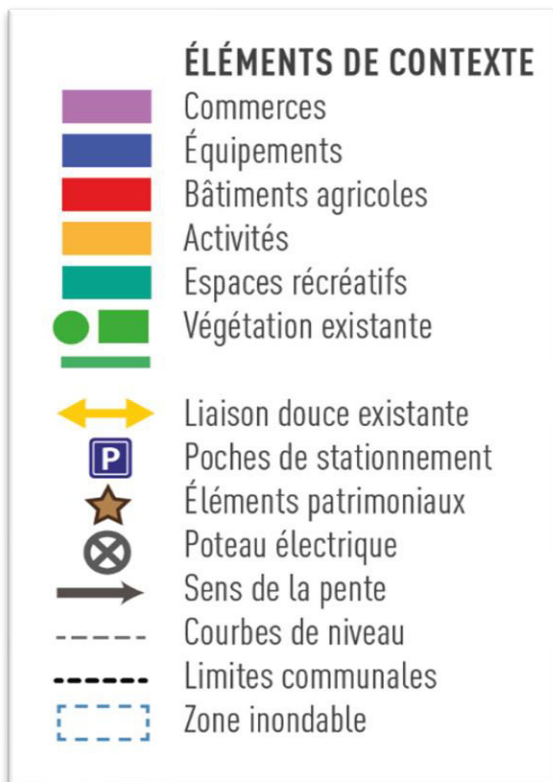 ÉLÉMENTS DE CONTEXTE
Commerces
Équipements
Bâtiments agricoles
Activités
Espaces récréatifs
Végétation existante
Liaison douce existante
P Poches de stationnement
Éléments patrimoniaux
Poteau électrique
Sens de la pente
Courbes de niveau
Limites communales
Zone inondable